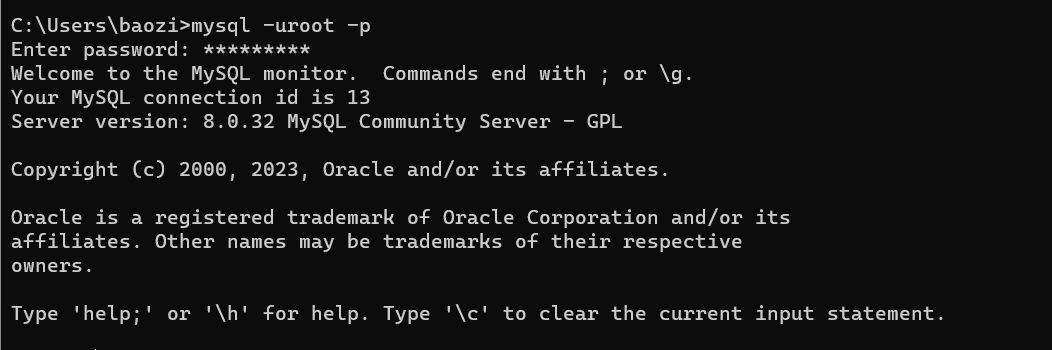 C:\Users\baozi>mysql -uroot -p
Enter password: *********
Welcome to the MySQL monitor.  Commands end with ; or \g.
Your MySQL connection id is 13
Server version: 8.0.32 MySQL Community Server - GPL
Copyright (c) 2000, 2023, Oracle and/or its affiliates.
Oracle is a registered trademark of Oracle Corporation and/or its
affiliates. Other names may be trademarks of their respective
owners.
Type 'help;' or '\h' for help. Type '\c' to clear the current input statement.